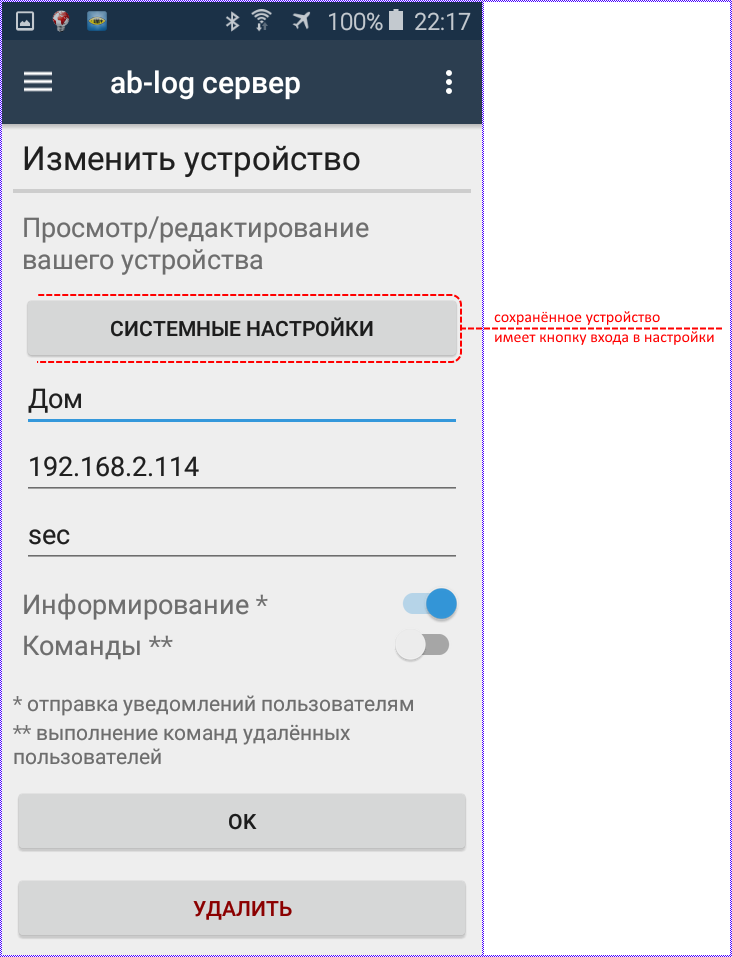 100% 22:17
ab-log сервер
Изменить устройство
Просмотр/редактирование
вашего устройства
СИСТЕМНЫЕ НАСТРОЙКИ
сохранённое устройство
имеет кнопку входа в настройки
Дом
192.168.2.114
sec
Информирование *
Команды **
* отправка уведомлений пользователям
** выполнение команд удалённых
пользователей
OK
УДАЛИТЬ